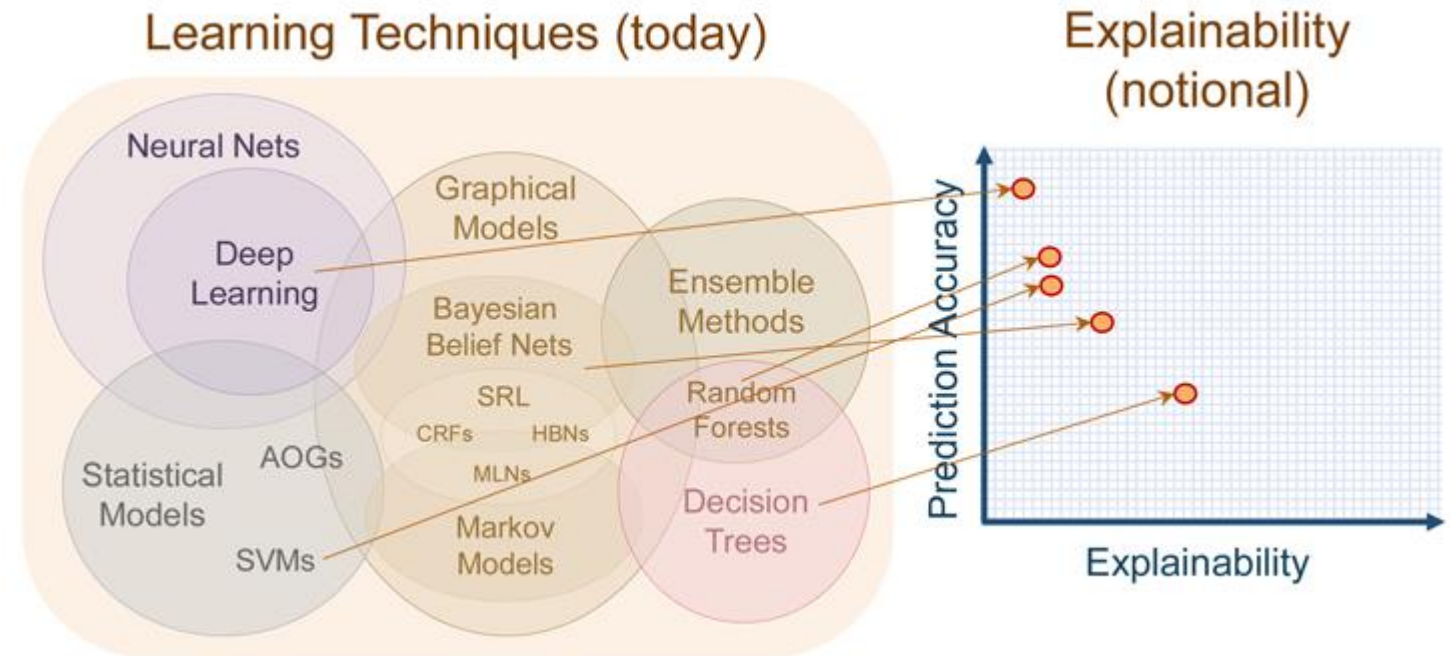 Learning Techniques (today)
Neural Nets
Deep
Learning
Graphical
Models
Bayesian
Belief Nets
SRL
CRFs
HBNs
MLNs
Markov
Models
Ensemble
Methods
Random
Forests
Decision
Trees
Statistical
Models
AOGs
SVMs
Explainability
(notional)
Prediction Accuracy
Explainability